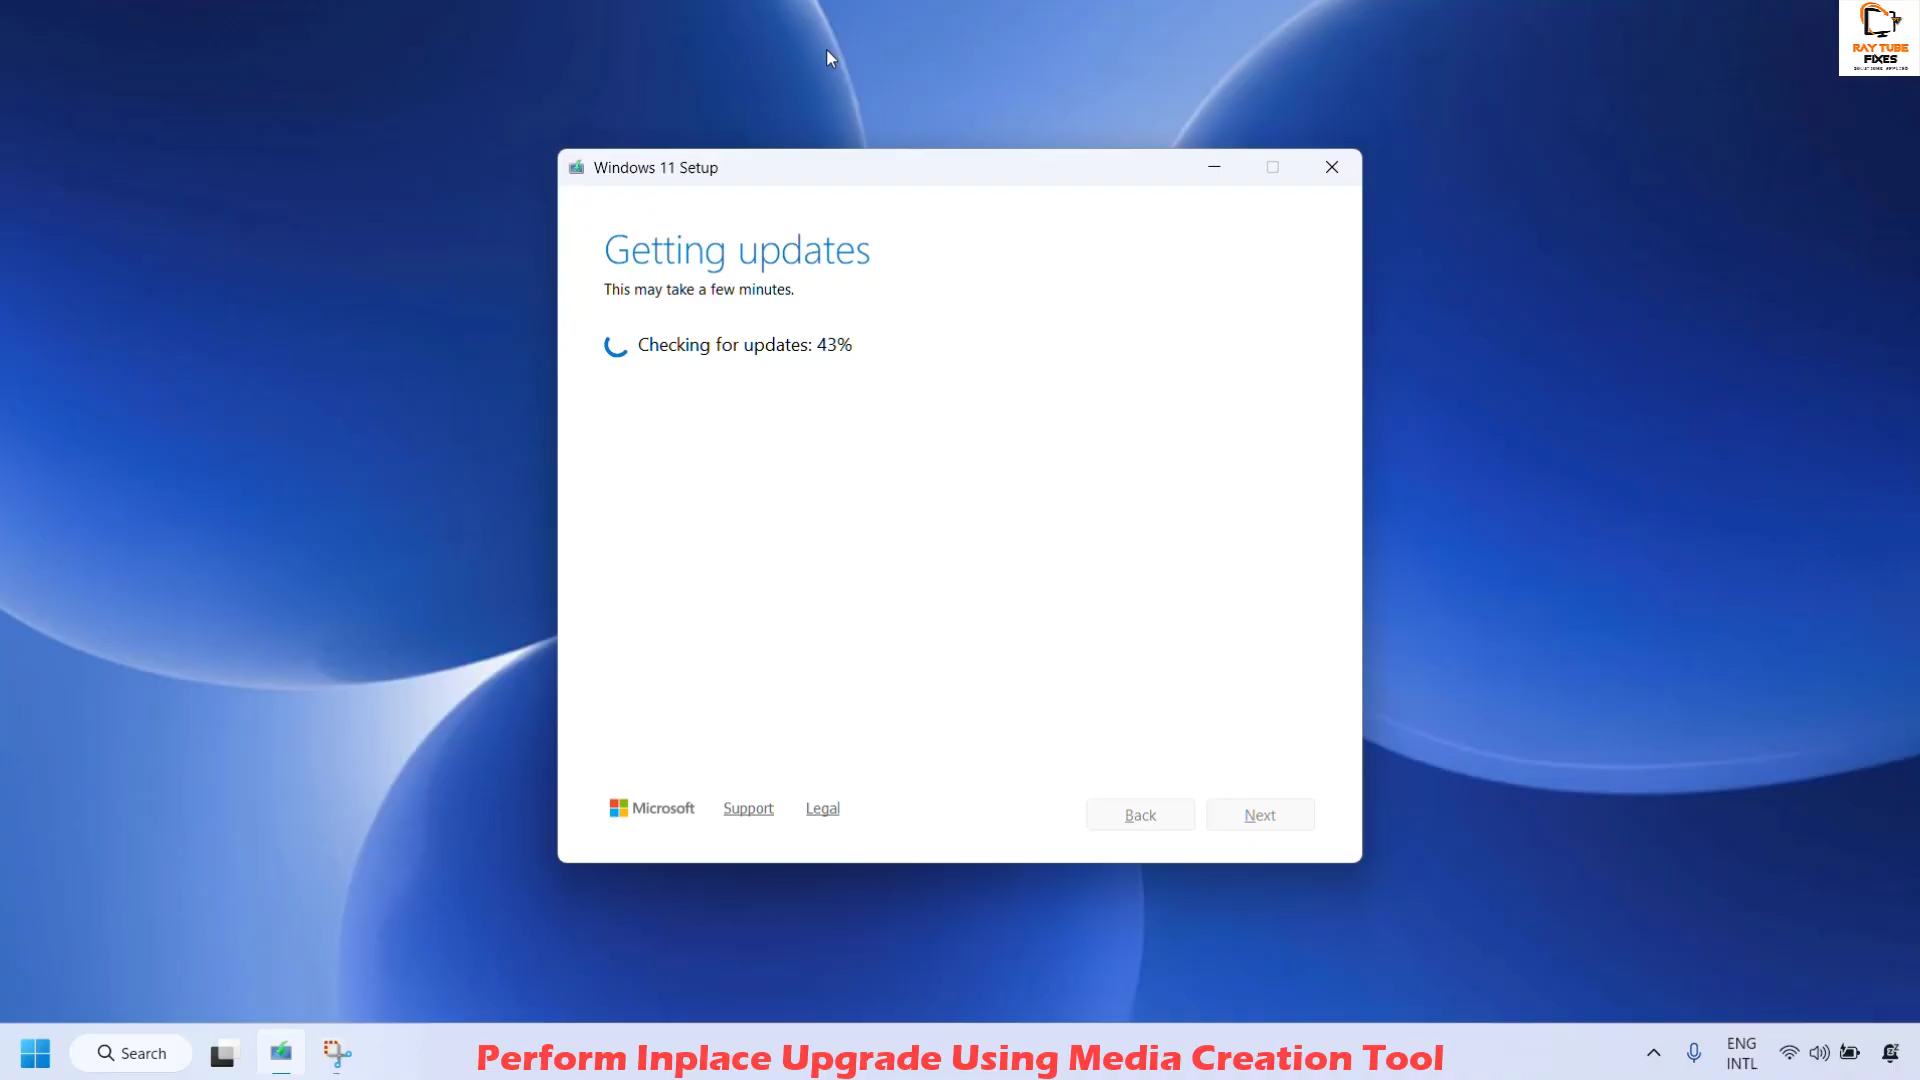 RAY TUBE
FIXES
Windows 11 Setup
Getting updates
This may take a few minutes.
Checking for updates: 43%
Microsoft
Support
Legal
Back
Next
Search
Perform Inplace Upgrade Using Media Creation Tool
ENG
INTL